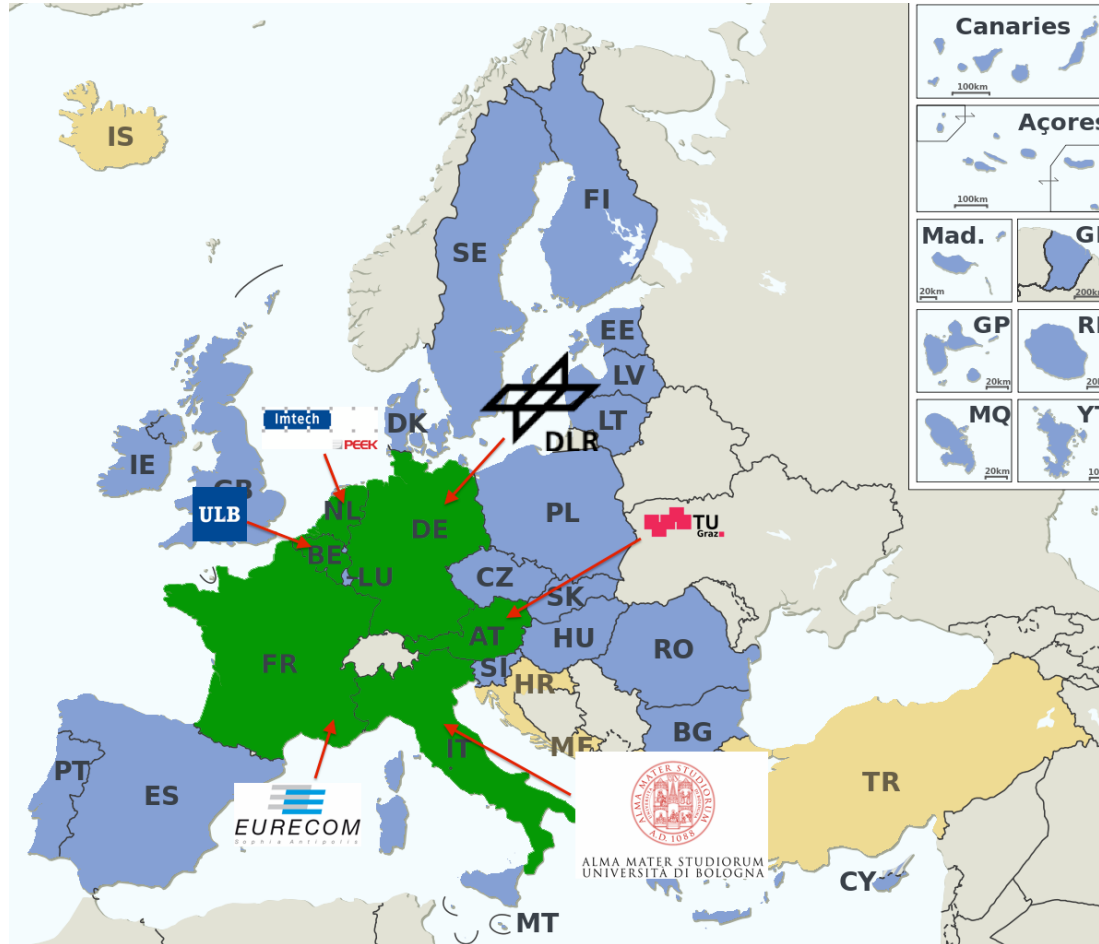 Canaries
100km
Açores
100km
Mad.
20km
200km
GP
20km
MQ
20km
IS
FI
SE
EE
LV
LT
DLR
DK
Imtech
PEEK
IE
GB
ULB
NL
DE
PL
TU
Graz
BE
LU
CZ
SK
AT
HU
RO
FR
SI
HR
BG
IT
PT
ES
TR
EURECOM
Sophia Antipolis
ALMA MATER STUDIORUM
A.D. 1088
ALMA MATER STUDIORUM
UNIVERSITÀ DI BOLOGNA
CY
MT